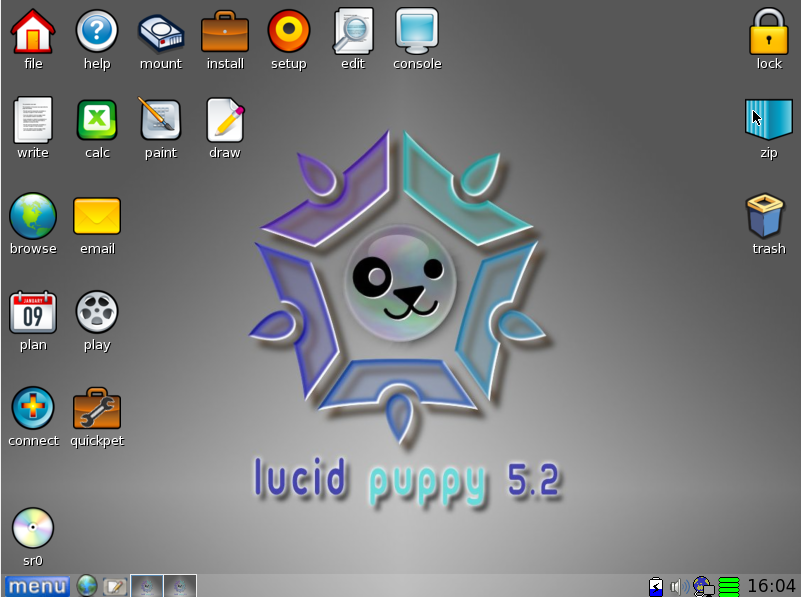 file help mount install setup edit console lock
write calc paint draw zip
browse email trash
JANUARY
09
plan play
connect quickpet
lucid puppy 5.2
sr0
menu 16:04